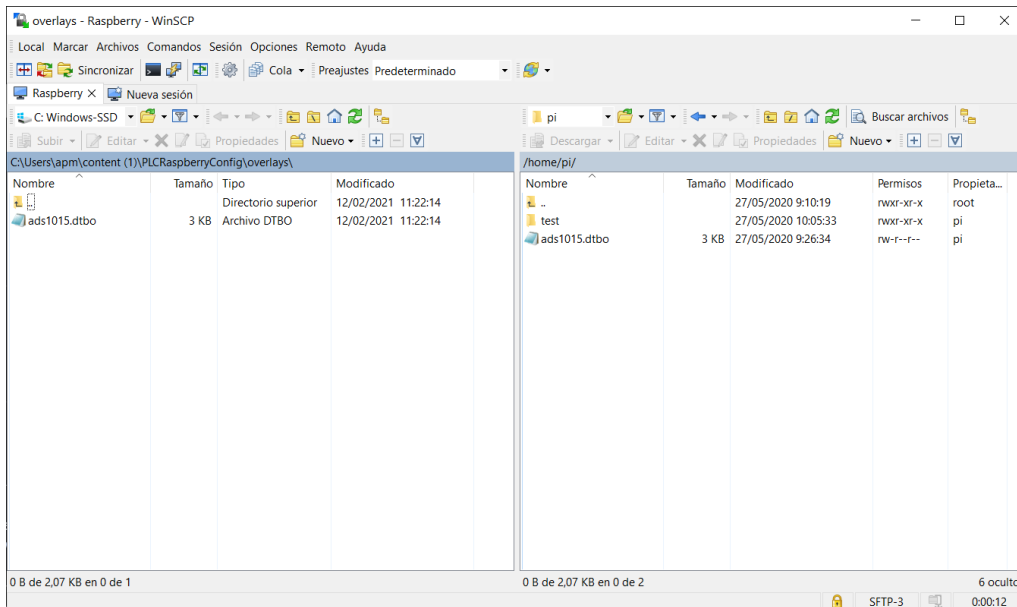 overlays - Raspberry - WinSCP
Local Marcar Archivos Comandos Sesión Opciones Remoto Ayuda
Sincronizar Cola Preajustes Predeterminado
Raspberry X Nueva sesión
C: Windows-SSD pi Buscar archivos
Subir Editar Propiedades Nuevo Descargar Editar Propiedades Nuevo
C:\Users\apm\content (1)\PLCRaspberryConfig\overlays\ /home/pi/
Nombre Tamaño Tipo Modificado Nombre Tamaño Modificado Permisos Propieta...
.. Directorio superior 12/02/2021 11:22:14 .. 27/05/2020 9:10:19 rwxr-xr-x root
ads1015.dtbo 3 KB Archivo DTBO 12/02/2021 11:22:14 test 27/05/2020 10:05:33 rwxr-xr-x pi
ads1015.dtbo 3 KB 27/05/2020 9:26:34 rw-r--r-- pi
0 B de 2,07 KB en 0 de 1 0 B de 2,07 KB en 0 de 2 6 oculto
SFTP-3 0:00:12